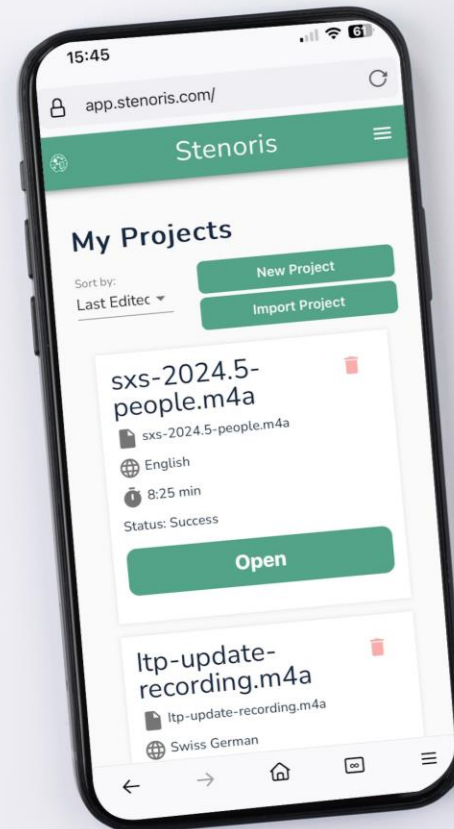 15:45
61
app.stenoris.com/
Stenoris
My Projects
Sort by:
Last Editec
New Project
Import Project
sxs-2024.5-
people.m4a
sxs-2024.5-people.m4a
English
8:25 min
Status: Success
Open
ltp-update-
recording.m4a
ltp-update-recording.m4a
Swiss German